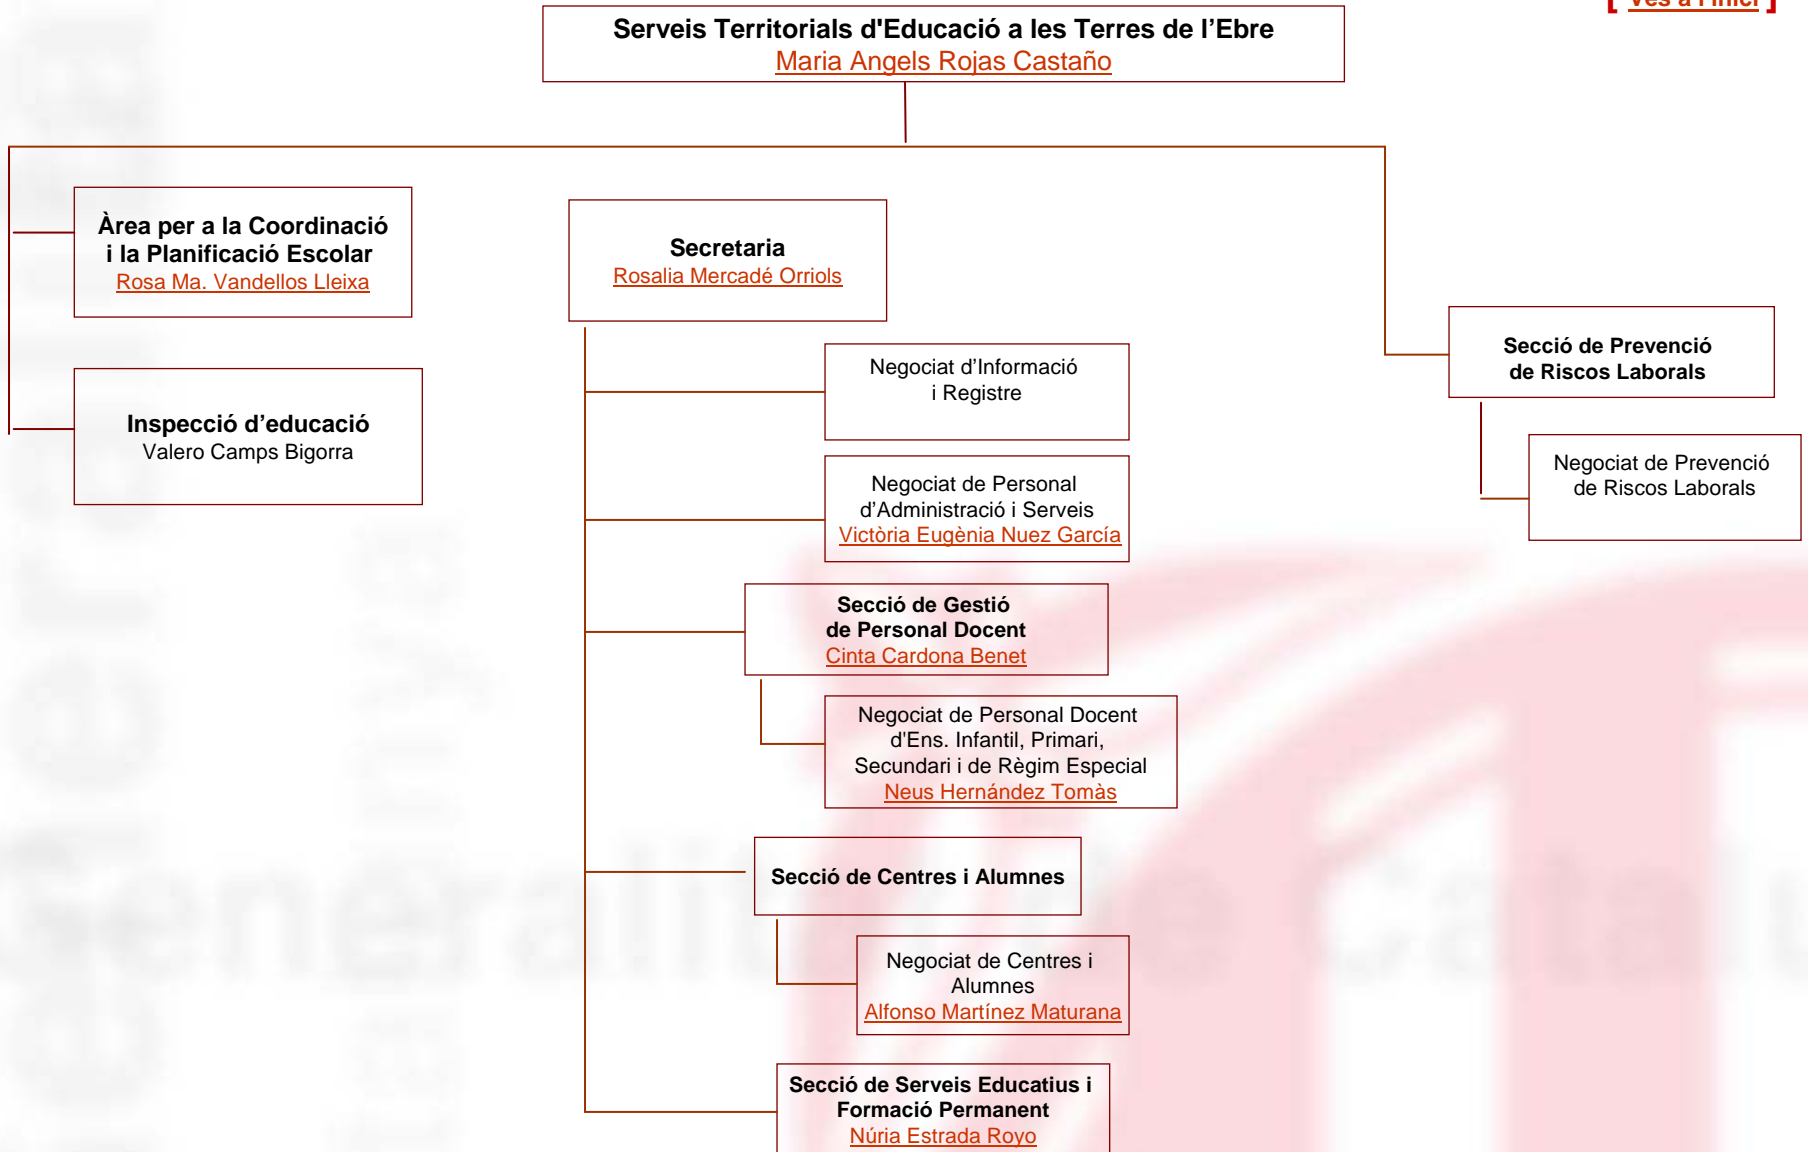 [ Ves a l'inici ]
Serveis Territorials d'Educació a les Terres de l’Ebre
Maria Angels Rojas Castaño
Àrea per a la Coordinació
i la Planificació Escolar
Rosa Ma. Vandellos Lleixa
Secretaria
Rosalia Mercadé Orriols
Secció de Prevenció
de Riscos Laborals
Negociat d’Informació
i Registre
Inspecció d’educació
Valero Camps Bigorra
Negociat de Prevenció
de Riscos Laborals
Negociat de Personal
d’Administració i Serveis
Victòria Eugènia Nuez García
Secció de Gestió
de Personal Docent
Cinta Cardona Benet
Negociat de Personal Docent
d'Ens. Infantil, Primari,
Secundari i de Règim Especial
Neus Hernández Tomàs
Secció de Centres i Alumnes
Negociat de Centres i
Alumnes
Alfonso Martínez Maturana
Secció de Serveis Educatius i
Formació Permanent
Núria Estrada Royo